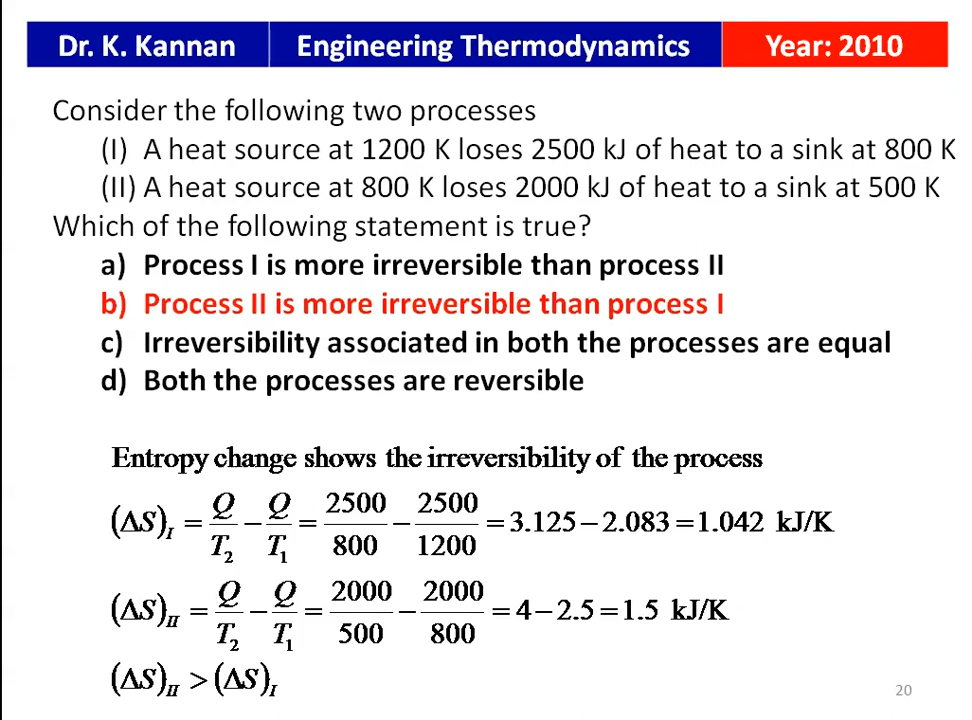 Dr. K. Kannan Engineering Thermodynamics Year: 2010
Consider the following two processes
(I) A heat source at 1200 K loses 2500 kJ of heat to a sink at 800 K
(II) A heat source at 800 K loses 2000 kJ of heat to a sink at 500 K
Which of the following statement is true?
a) Process I is more irreversible than process II
b) Process II is more irreversible than process I
c) Irreversibility associated in both the processes are equal
d) Both the processes are reversible
Entropy change shows the irreversibility of the process
(ΔS)_I = Q/T₂ − Q/T₁ = 2500/800 − 2500/1200 = 3.125 − 2.083 = 1.042 kJ/K
(ΔS)_II = Q/T₂ − Q/T₁ = 2000/500 − 2000/800 = 4 − 2.5 = 1.5 kJ/K
(ΔS)_II > (ΔS)_I
20